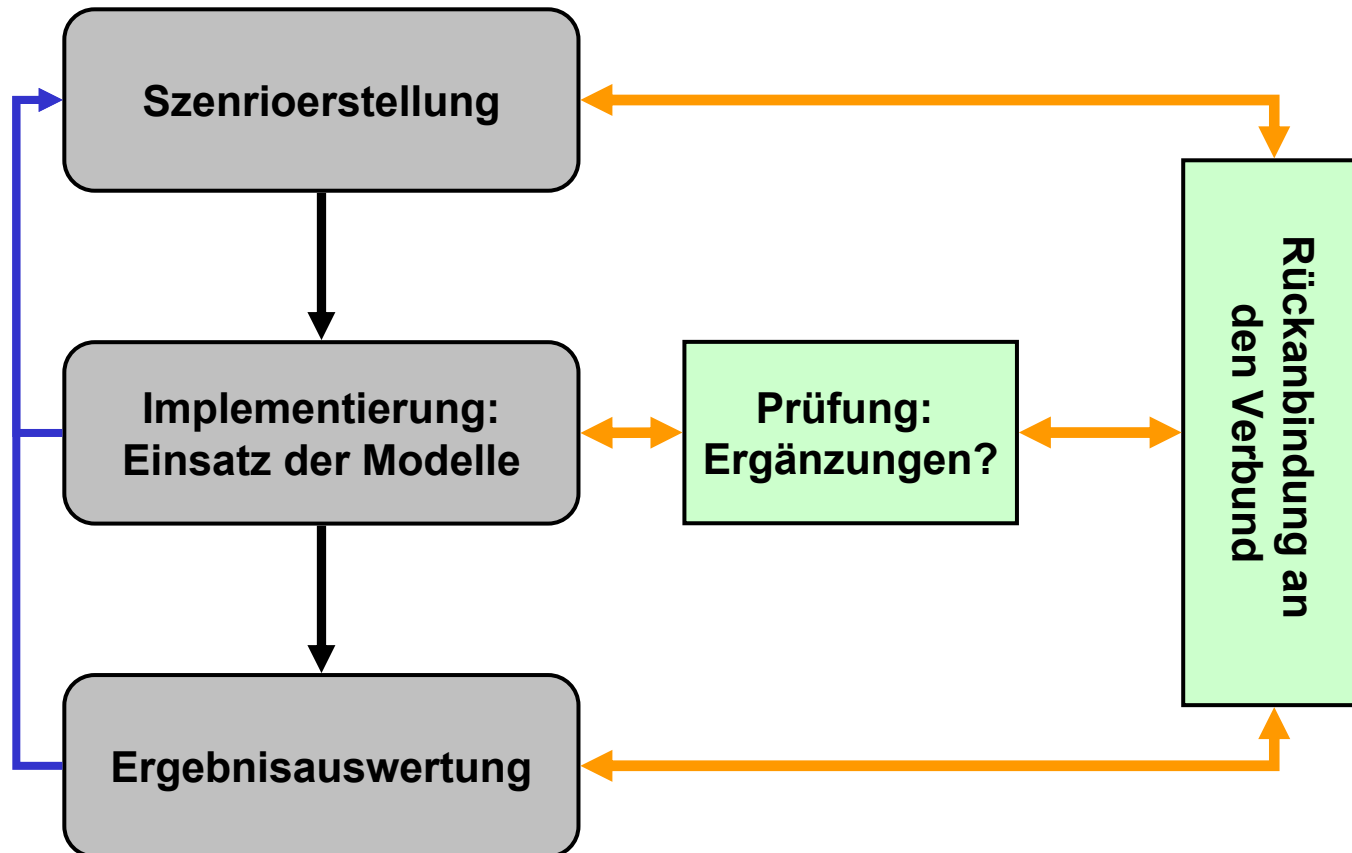 Szenrioerstellung
Implementierung:
Einsatz der Modelle
Prüfung:
Ergänzungen?
Rückanbindung an
den Verbund
Ergebnisauswertung